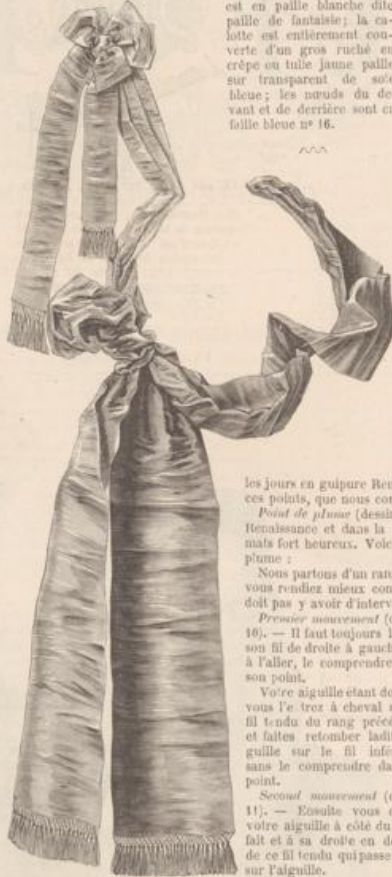 est en paille blanche dite
paille de fantaisie; la ca-
lotte est entièrement cou-
verte d'un gros ruché en
crêpe ou tulle jaune paille
sur transparent de soie
bleue; les nœuds du de-
vant et de derrière sont en
faille bleue nº 16.
les jours en guipure Ren
ces points, que nous con
Point de plume (dessi
Renaissance et dans la
mats fort heureux. Voic
plume :
Nous partons d'un ran
vous rendiez mieux com
doit pas y avoir d'interv
Premier mouvement (
10). — Il faut toujours
son fil de droite à gauch
à l'aller, le comprendre
son point.
Votre aiguille étant de
vous l'e trez à cheval
fil tendu du rang préc
et faites retomber ladi
guille sur le fil infé
sans le comprendre da
point.
Second mouvement (
11). — Ensuite vous
votre aiguille à côté du
fait et à sa droite en de
de ce fil tendu qui passe
sur l'aiguille.